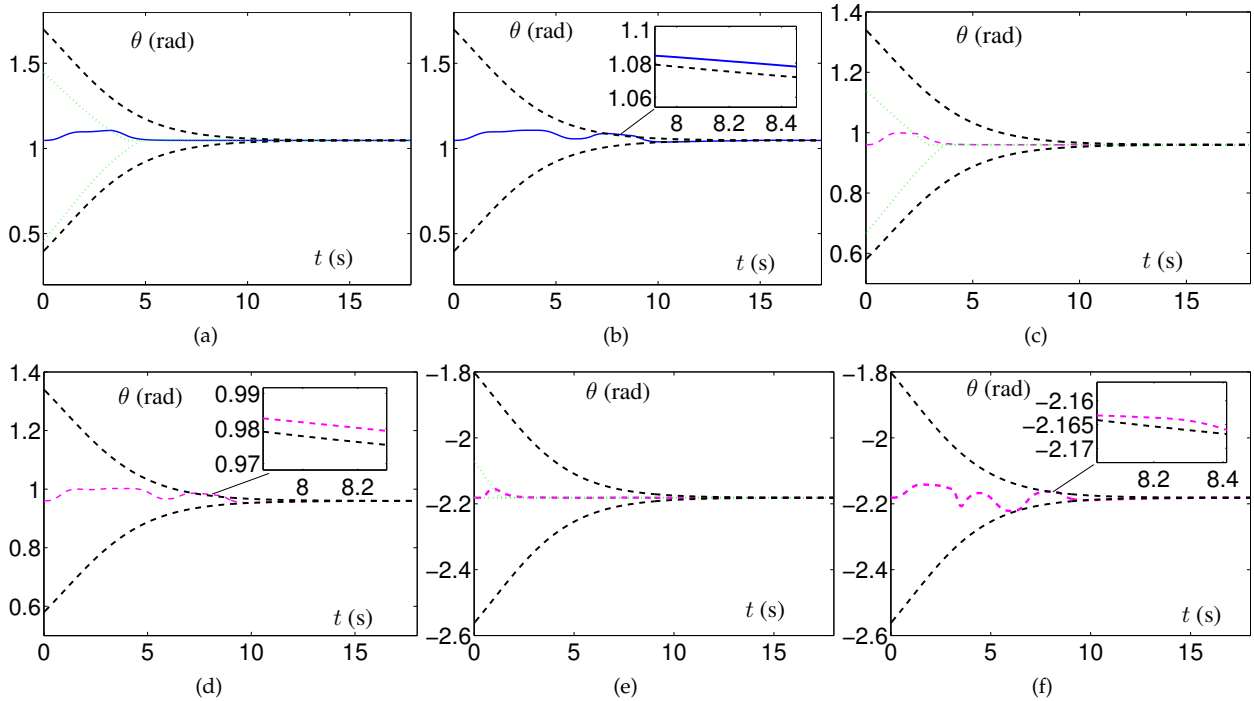 θ (rad)
1.5
1
0.5
t (s)
0 5 10 15
(a)
θ (rad)
1.5
1
0.5
1.1
1.08
1.06
8 8.2 8.4
t (s)
0 5 10 15
(b)
θ (rad)
1.4
1.2
1
0.8
0.6
t (s)
0 5 10 15
(c)
θ (rad)
1.4
1.2
1
0.8
0.6
0.99
0.98
0.97
8 8.2
t (s)
0 5 10 15
(d)
θ (rad)
−1.8
−2
−2.2
−2.4
−2.6
t (s)
0 5 10 15
(e)
θ (rad)
−1.8
−2
−2.2
−2.4
−2.6
−2.16
−2.165
−2.17
8.2 8.4
t (s)
0 5 10 15
(f)